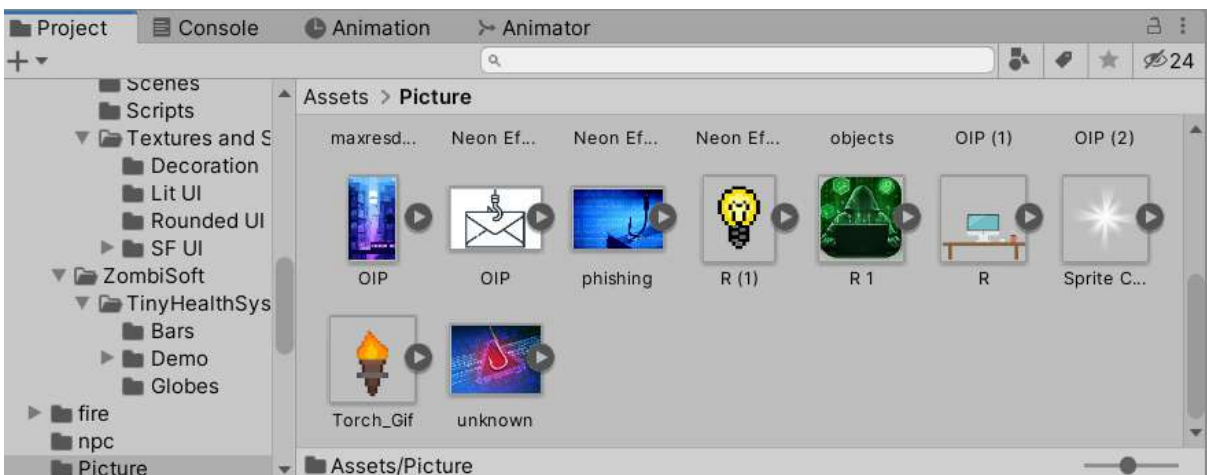 Project Console Animation Animator
24
Scenes
Scripts
Textures and S
Decoration
Lit UI
Rounded UI
SF UI
ZombiSoft
TinyHealthSys
Bars
Demo
Globes
fire
npc
Picture
Assets > Picture
maxresd... Neon Ef... Neon Ef... Neon Ef... objects OIP (1) OIP (2)
OIP OIP phishing R (1) R 1 R Sprite C...
Torch_Gif unknown
Assets/Picture